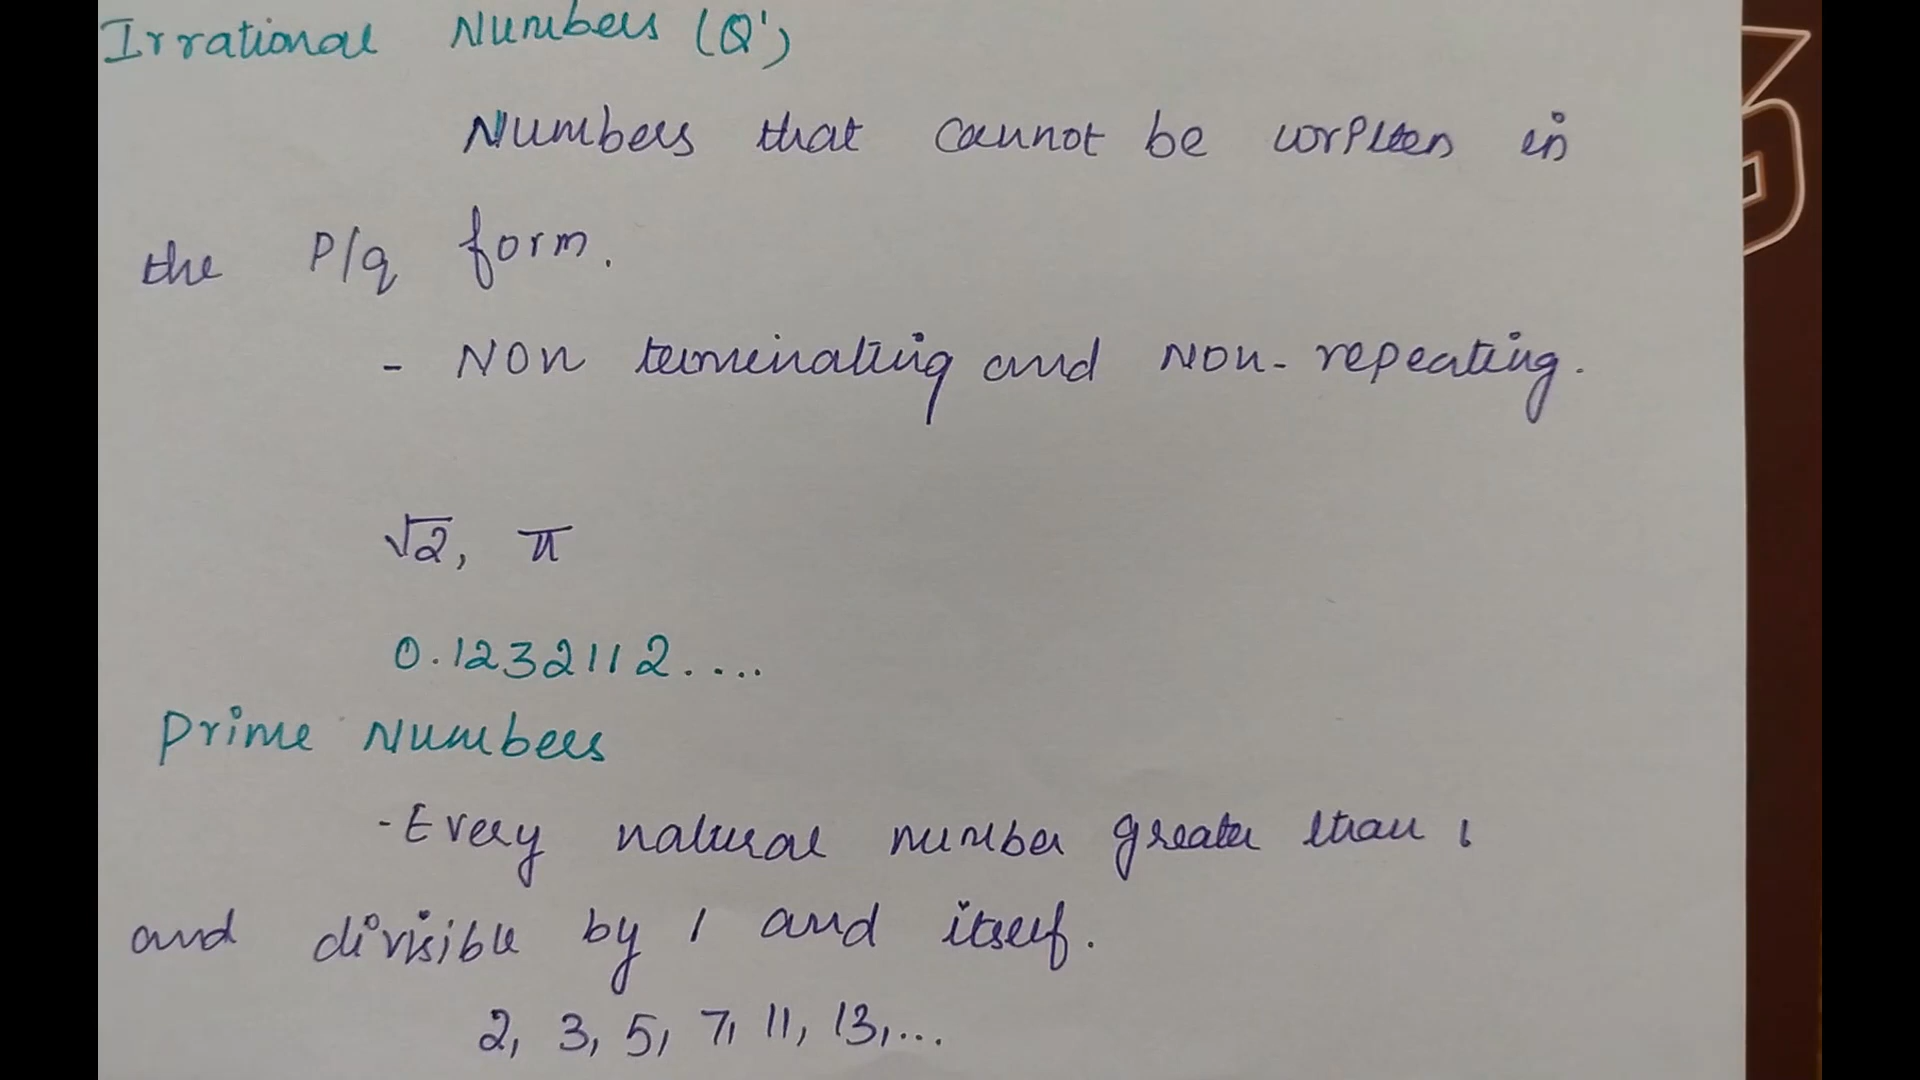 Irrational Numbers (Q')
Numbers that cannot be written in
the P/q form.
- Non terminating and Non-repeating.
√2, π
0.1232112....
Prime Numbers
- Every natural number greater than 1
and divisible by 1 and itself.
2, 3, 5, 7, 11, 13,...